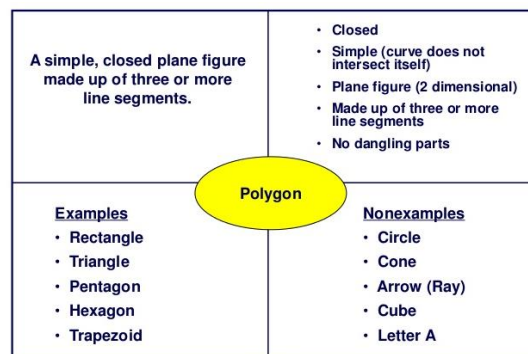 A simple, closed plane figure
made up of three or more
line segments.
• Closed
• Simple (curve does not
intersect itself)
• Plane figure (2 dimensional)
• Made up of three or more
line segments
• No dangling parts
Polygon
Examples
• Rectangle
• Triangle
• Pentagon
• Hexagon
• Trapezoid
Nonexamples
• Circle
• Cone
• Arrow (Ray)
• Cube
• Letter A